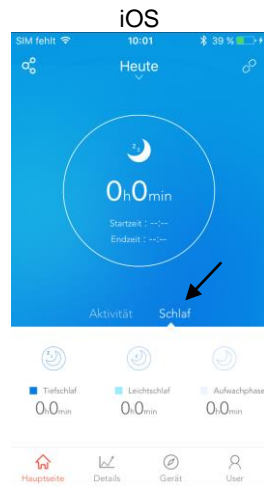 iOS
SIM fehlt 10:01 39 %
Heute
0h0min
Startzeit : --:--
Endzeit : --:--
Aktivität Schlaf
Tiefschlaf Leichtschlaf Aufwachphase
0h0min 0h0min 0h0min
Hauptseite Details Gerät User